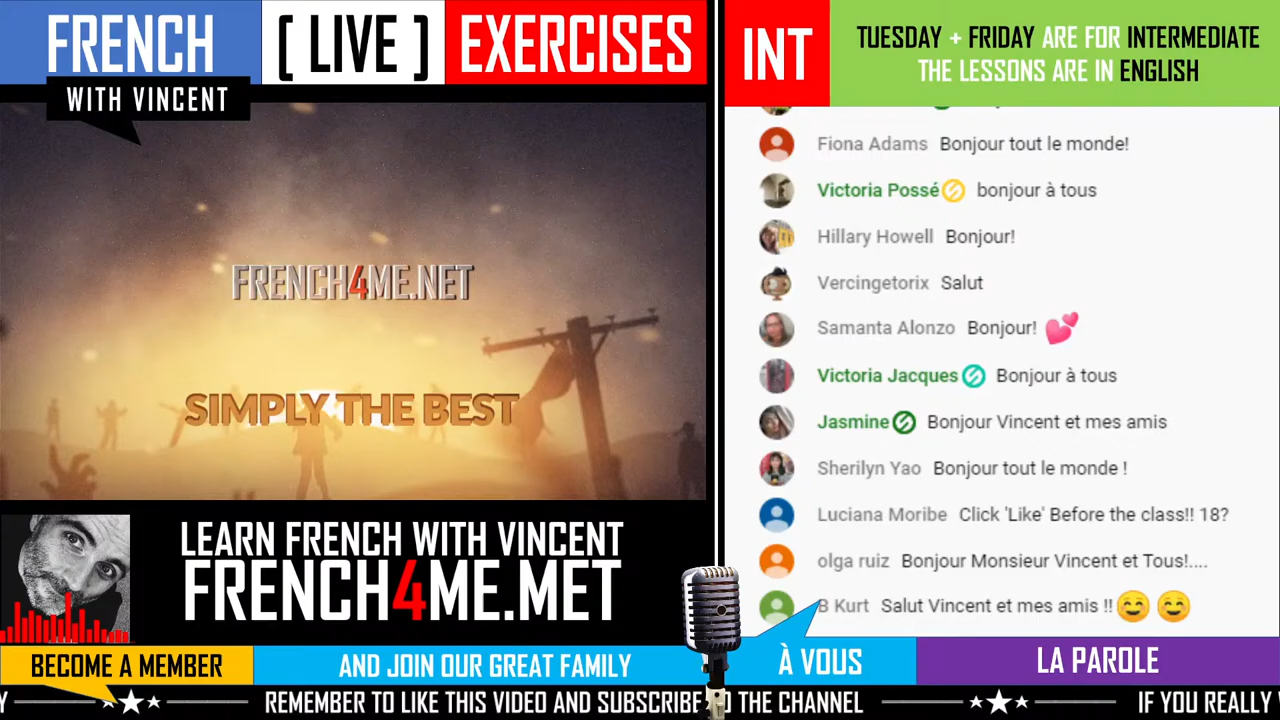 FRENCH
WITH VINCENT
[ LIVE ]
EXERCISES
INT
TUESDAY + FRIDAY ARE FOR INTERMEDIATE
THE LESSONS ARE IN ENGLISH
FRENCH4ME.NET
SIMPLY THE BEST
LEARN FRENCH WITH VINCENT
FRENCH4ME.MET
Fiona Adams Bonjour tout le monde!
Victoria Possé bonjour à tous
Hillary Howell Bonjour!
Vercingetorix Salut
Samanta Alonzo Bonjour! 💕
Victoria Jacques Bonjour à tous
Jasmine Bonjour Vincent et mes amis
Sherilyn Yao Bonjour tout le monde !
Luciana Moribe Click 'Like' Before the class!! 18?
olga ruiz Bonjour Monsieur Vincent et Tous!....
B Kurt Salut Vincent et mes amis !! 😊 😊
BECOME A MEMBER
AND JOIN OUR GREAT FAMILY
À VOUS
LA PAROLE
Y ★ REMEMBER TO LIKE THIS VIDEO AND SUBSCRIBE TO THE CHANNEL ★ IF YOU REALLY